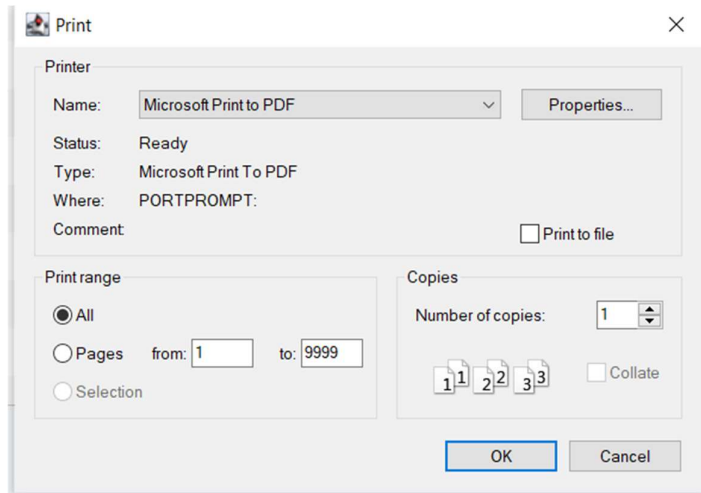 Print
Printer
Name: Microsoft Print to PDF Properties...
Status: Ready
Type: Microsoft Print To PDF
Where: PORTPROMPT:
Comment:
Print to file
Print range
All
Pages from: 1 to: 9999
Selection
Copies
Number of copies: 1
1 1 2 2 3 3
Collate
OK Cancel